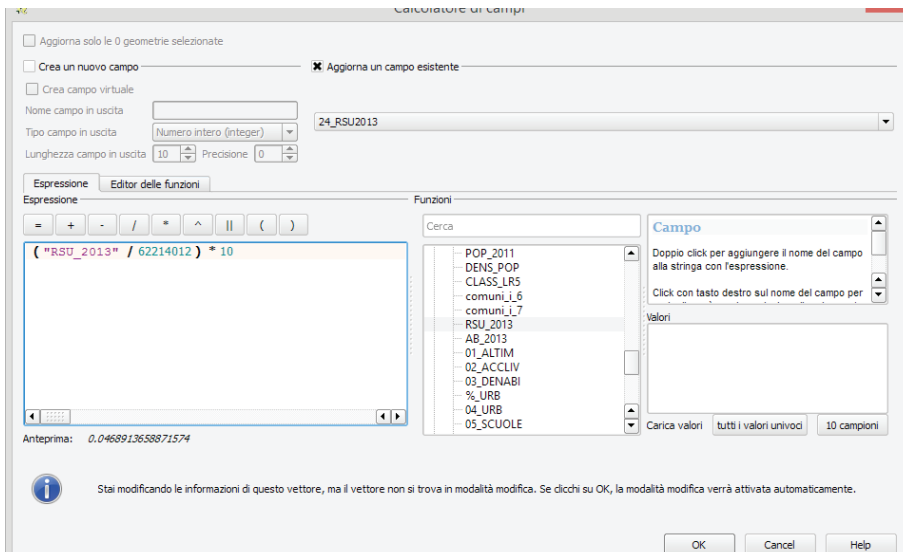 Calcolatore di campi
Aggiorna solo le 0 geometrie selezionate
Crea un nuovo campo
Aggiorna un campo esistente
Crea campo virtuale
Nome campo in uscita
Tipo campo in uscita Numero intero (integer)
Lunghezza campo in uscita 10 Precisione 0
24_RSU2013
Espressione Editor delle funzioni
Espressione
= + - / * ^ || ( )
( "RSU_2013" / 62214012 ) * 10
Anteprima: 0.0468913658871574
Funzioni
Cerca
POP_2011
DENS_POP
CLASS_LR5
comuni_i_6
comuni_i_7
RSU_2013
AB_2013
01_ALTIM
02_ACCLIV
03_DENABI
%_URB
04_URB
05_SCUOLE
Campo
Doppio click per aggiungere il nome del campo
alla stringa con l'espressione.
Click con tasto destro sul nome del campo per
Valori
Carica valori tutti i valori univoci 10 campioni
Stai modificando le informazioni di questo vettore, ma il vettore non si trova in modalità modifica. Se clicchi su OK, la modalità modifica verrà attivata automaticamente.
OK Cancel Help